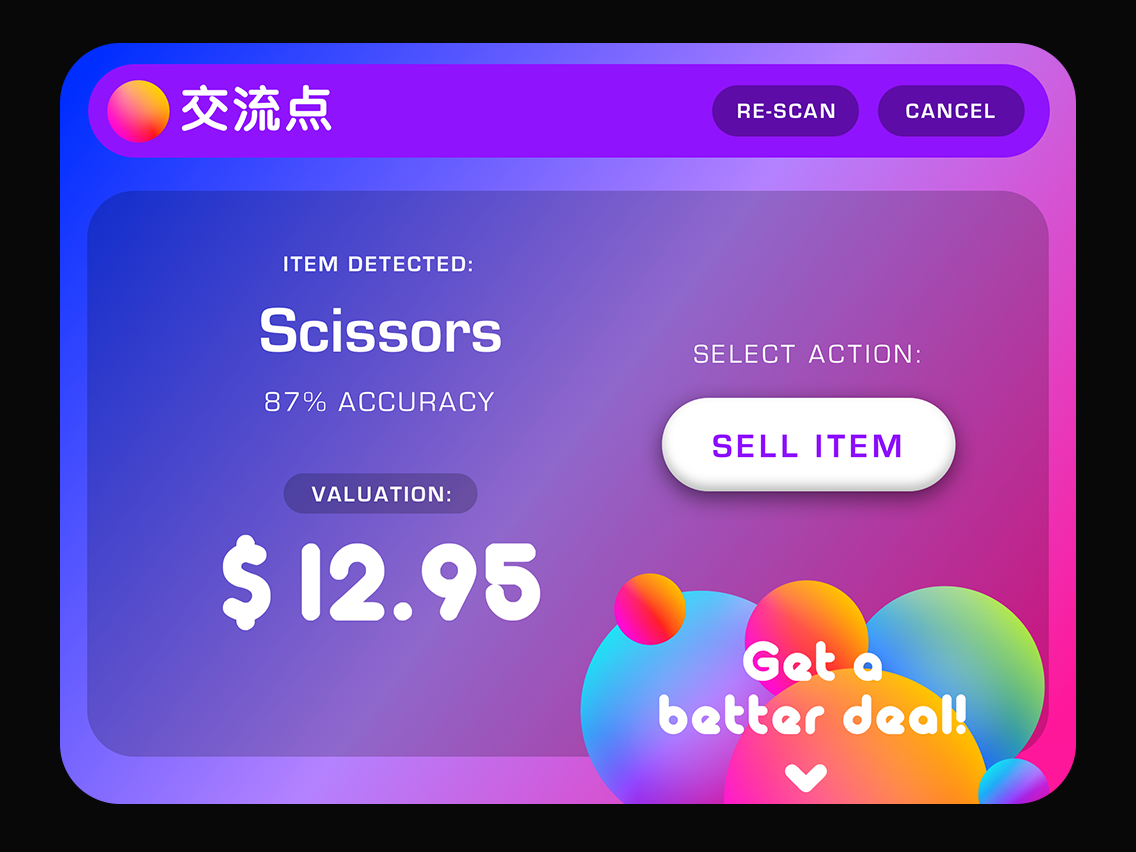 交流点
RE-SCAN
CANCEL
ITEM DETECTED:
Scissors
87% ACCURACY
VALUATION:
$ 12.95
SELECT ACTION:
SELL ITEM
Get a
better deal!